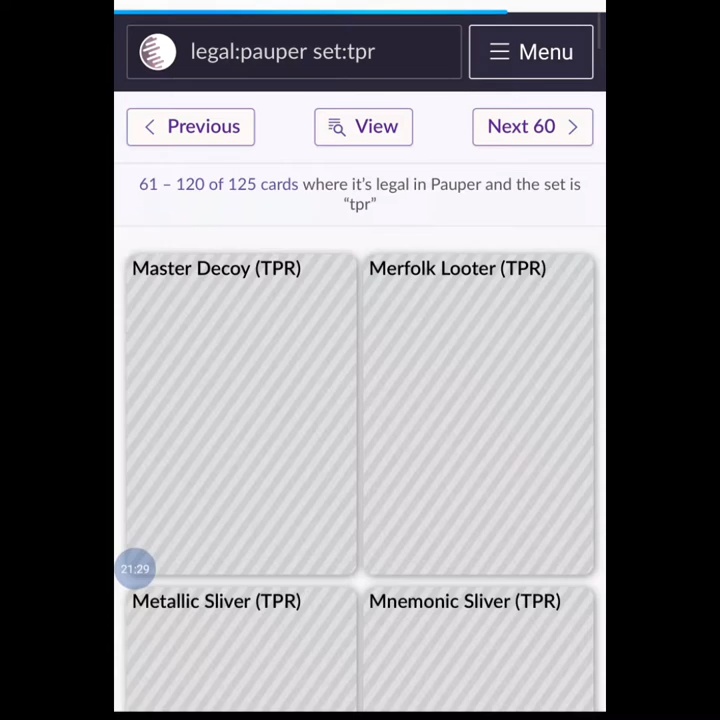 legal:pauper set:tpr
Menu
Previous
View
Next 60
61 – 120 of 125 cards where it's legal in Pauper and the set is
“tpr”
Master Decoy (TPR)
Merfolk Looter (TPR)
21:29
Metallic Sliver (TPR)
Mnemonic Sliver (TPR)